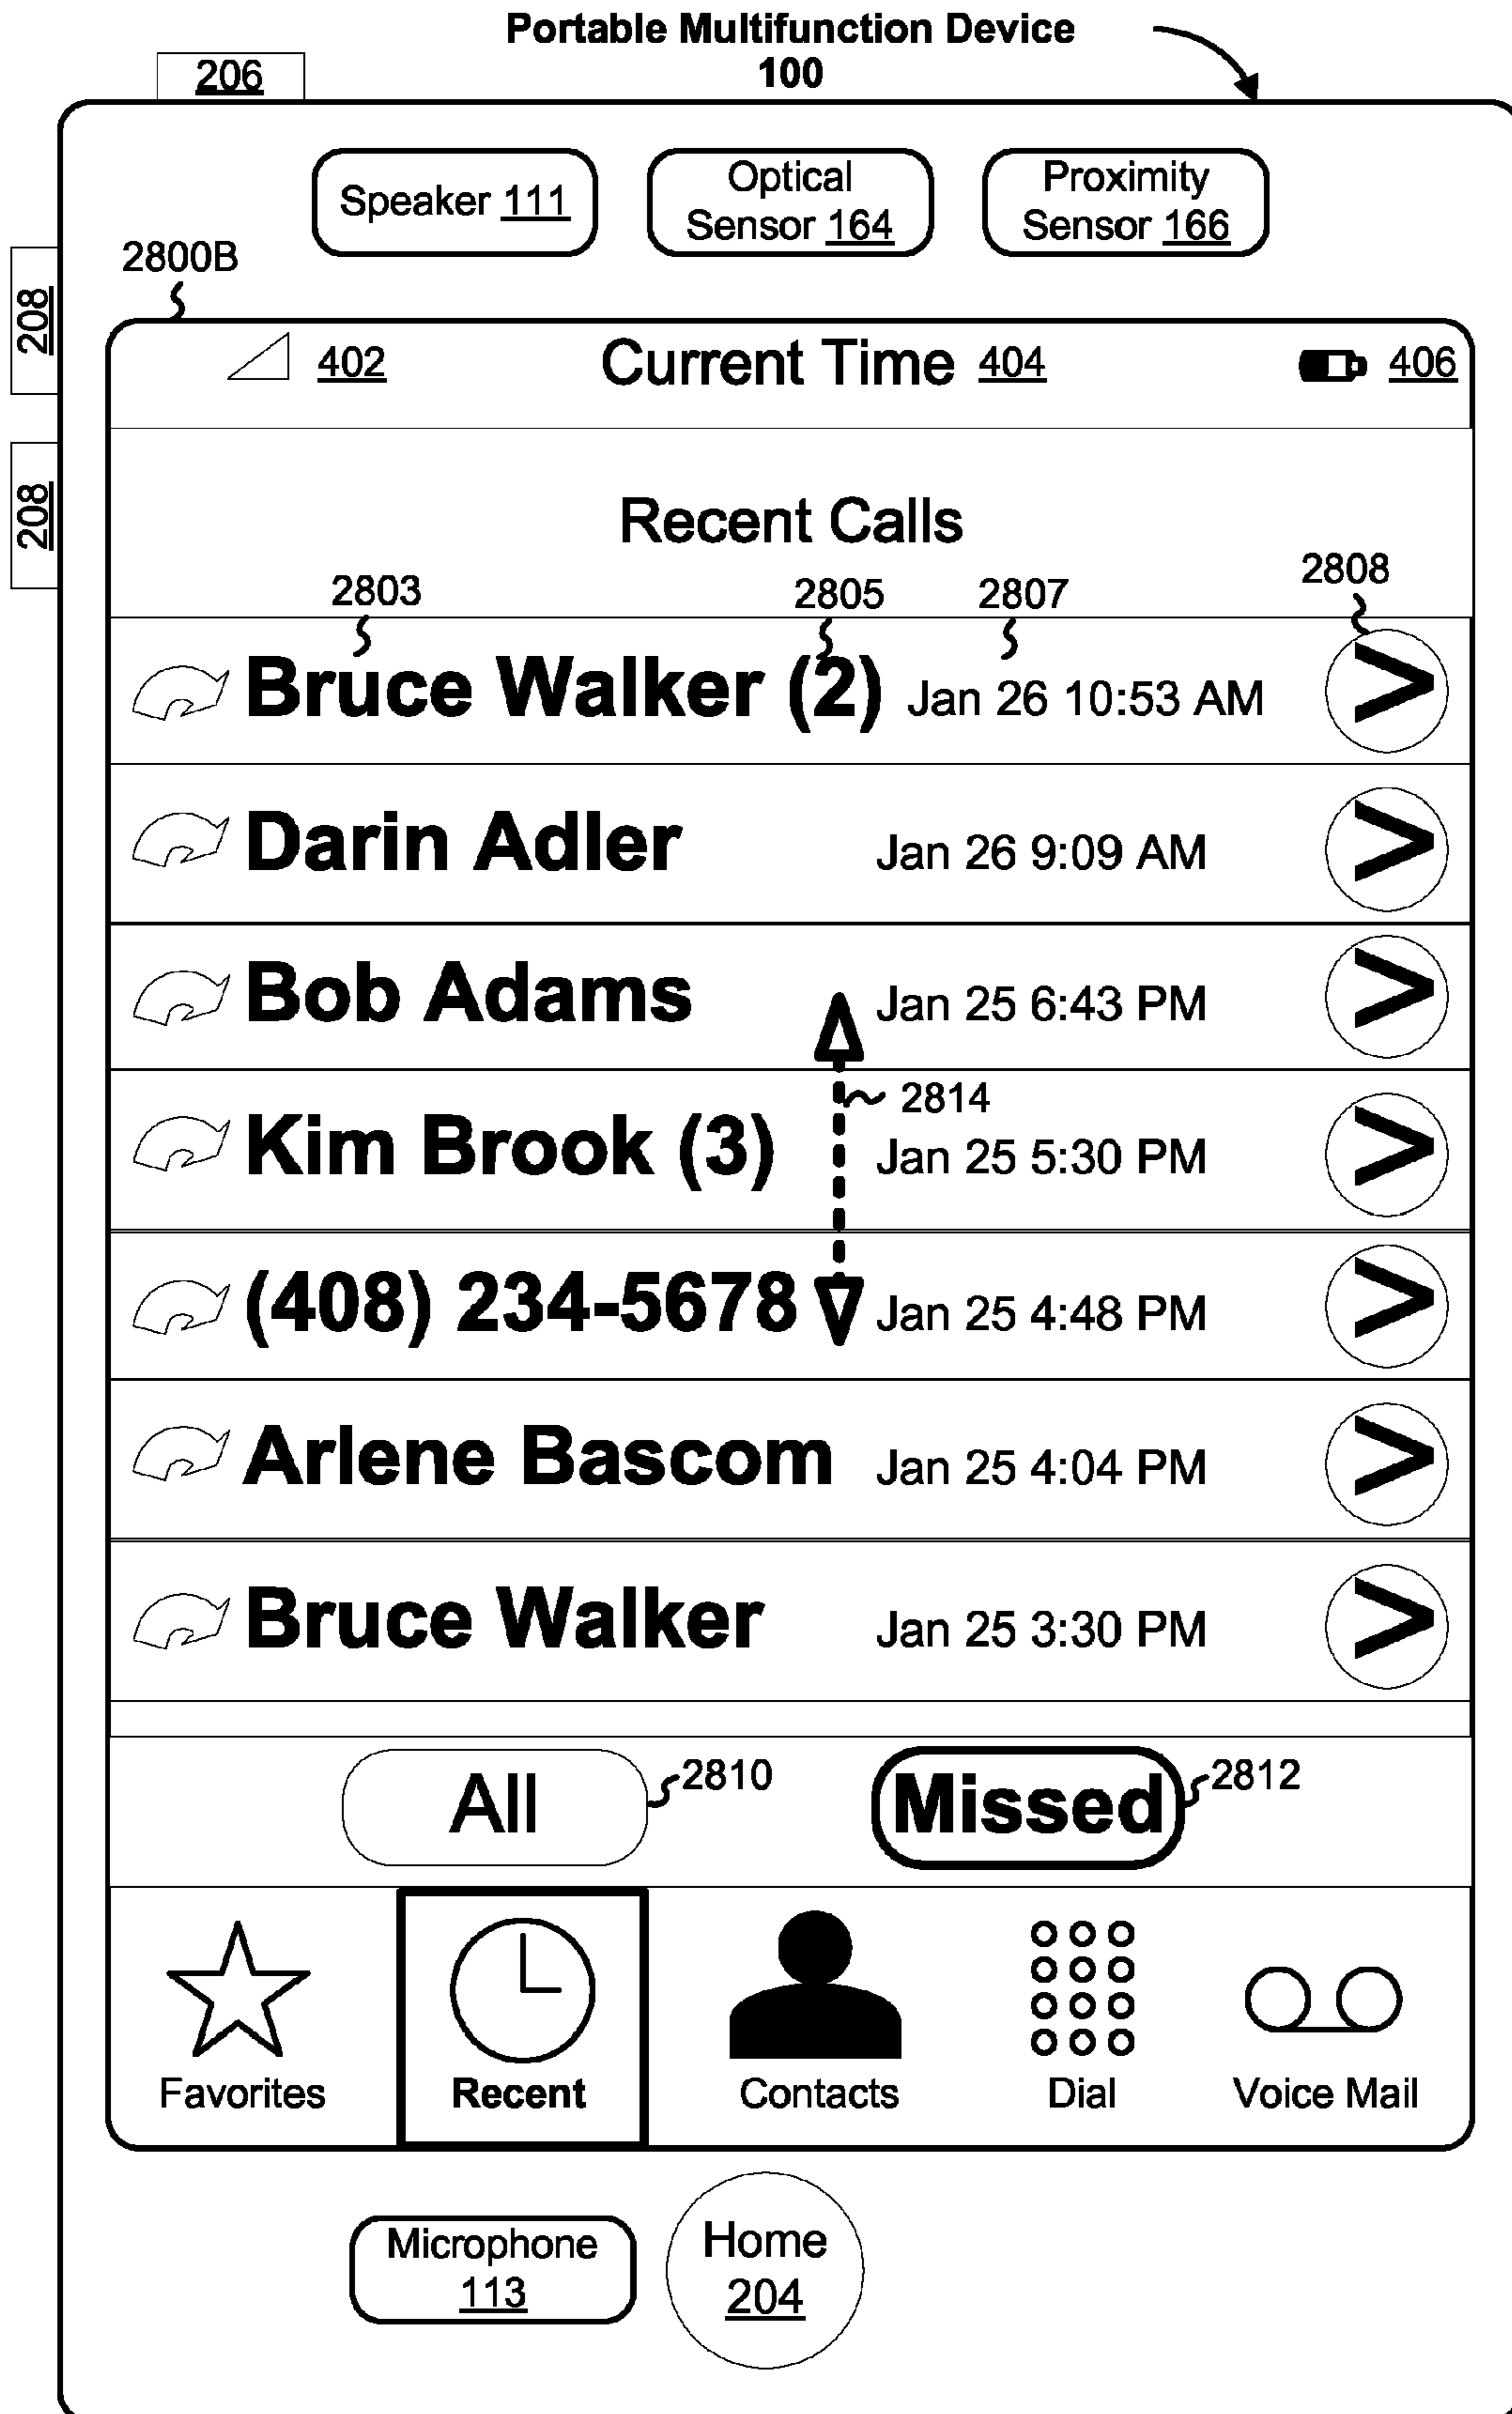 Portable Multifunction Device
100
206
Speaker 111
Optical
Sensor 164
Proximity
Sensor 166
2800B
208
208
402
Current Time 404
406
Recent Calls
2803
2805
2807
2808
Bruce Walker (2) Jan 26 10:53 AM >
Darin Adler Jan 26 9:09 AM >
Bob Adams Jan 25 6:43 PM >
2814
Kim Brook (3) Jan 25 5:30 PM >
(408) 234-5678 Jan 25 4:48 PM >
Arlene Bascom Jan 25 4:04 PM >
Bruce Walker Jan 25 3:30 PM >
All
2810
Missed
2812
Favorites
Recent
Contacts
Dial
Voice Mail
Microphone
113
Home
204